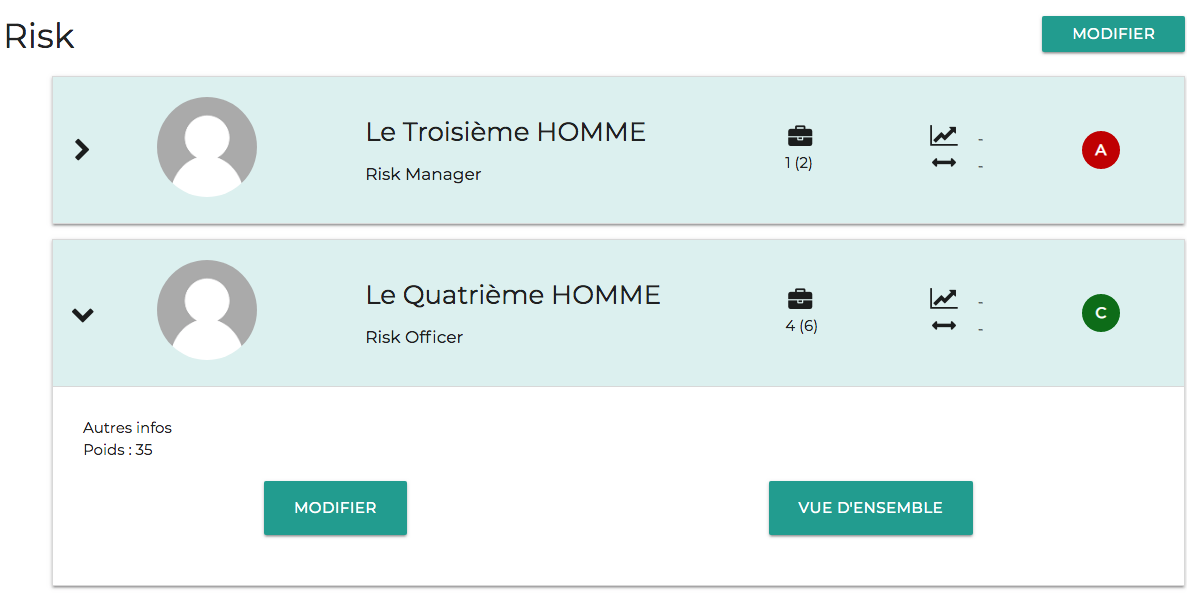 Risk
MODIFIER
Le Troisième HOMME
Risk Manager
1 (2)
-
-
A
Le Quatrième HOMME
Risk Officer
4 (6)
-
-
C
Autres infos
Poids : 35
MODIFIER
VUE D'ENSEMBLE